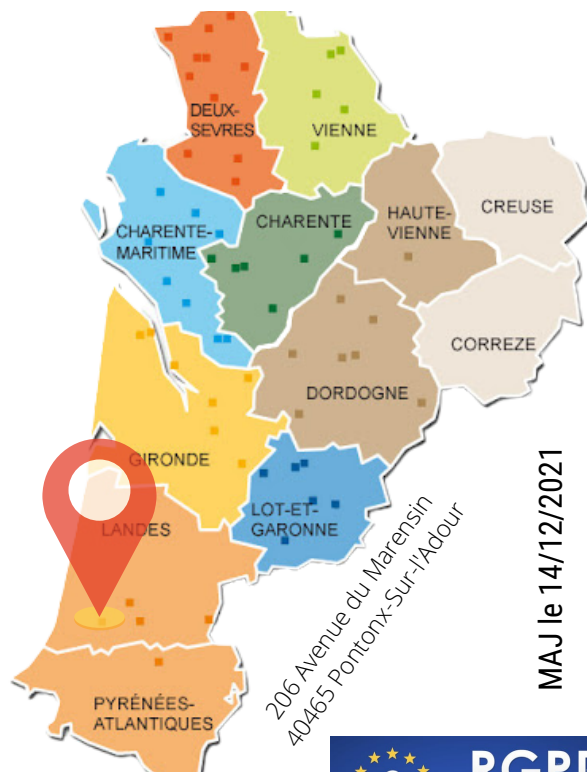 DEUX-
SEVRES
VIENNE
CHARENTE-
MARITIME
CHARENTE
HAUTE-
VIENNE
CREUSE
CORREZE
DORDOGNE
GIRONDE
LOT-ET-
GARONNE
LANDES
PYRÉNÉES-
ATLANTIQUES
206 Avenue du Marensin
40465 Pontonx-Sur-l'Adour
MAJ le 14/12/2021